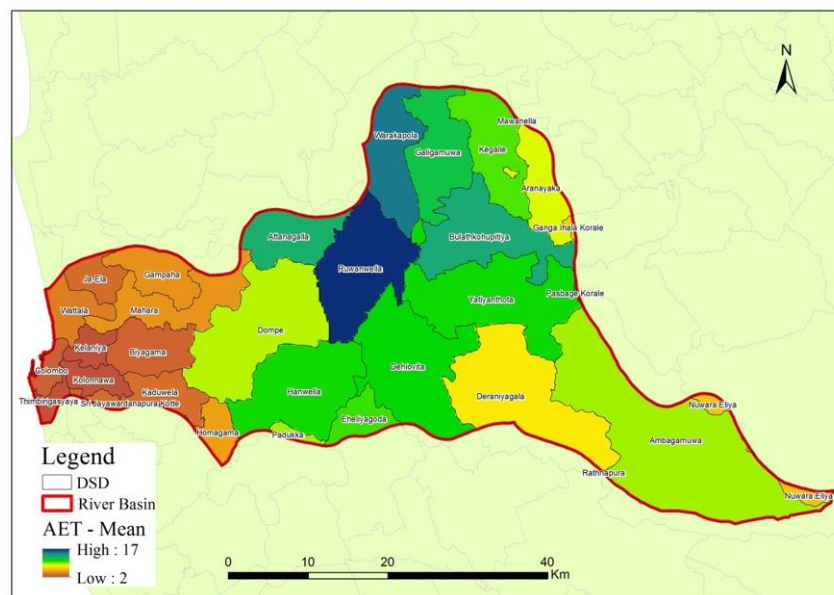 N
Warakapola
Galigamuwa
Mawanella
Kegalle
Aranayaka
Ganga Ihala Korale
Attanagalla
Bulathkohupitiya
Ruwanwella
Ja-Ela
Gampaha
Yatiyanthota
Pasbage Korale
Wattala
Mahara
Dompe
Kelaniya
Biyagama
Colombo
Kolonnawa
Dehiovita
Kaduwela
Hanwella
Deraniyagala
Thimbingasyaya
Sri Jayawardanapura Kotte
Nuwara Eliya
Homagama
Padukka
Eheliyagoda
Ambagamuwa
Rathnapura
Nuwara Eliya
Legend
DSD
River Basin
AET - Mean
High : 17
Low : 2
0 10 20 40
Km